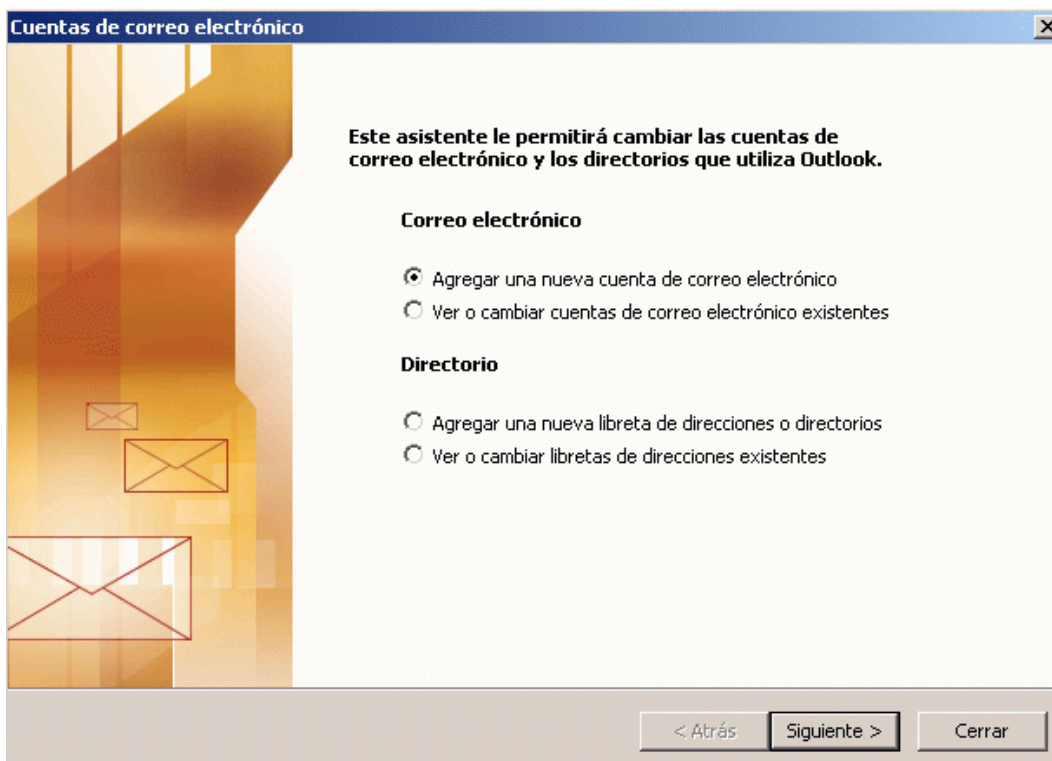 Cuentas de correo electrónico
Este asistente le permitirá cambiar las cuentas de
correo electrónico y los directorios que utiliza Outlook.
Correo electrónico
Agregar una nueva cuenta de correo electrónico
Ver o cambiar cuentas de correo electrónico existentes
Directorio
Agregar una nueva libreta de direcciones o directorios
Ver o cambiar libretas de direcciones existentes
< Atrás Siguiente > Cerrar